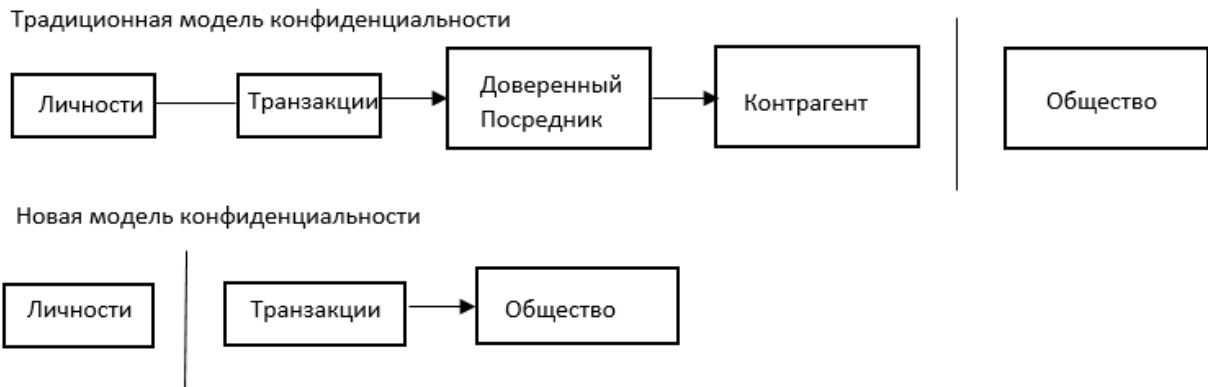 Традиционная модель конфиденциальности
Личности
Транзакции
Доверенный
Посредник
Контрагент
Общество
Новая модель конфиденциальности
Личности
Транзакции
Общество